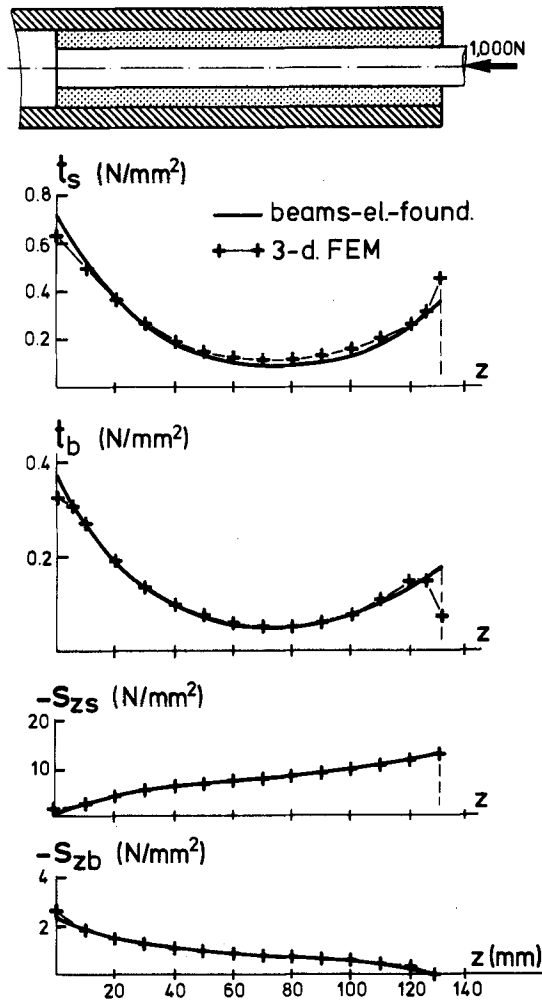 1,000N
t_s (N/mm²)
0.8
0.6
0.4
0.2
beams-el.-found.
3-d. FEM
z
t_b (N/mm²)
0.4
0.2
z
-S_zs (N/mm²)
20
10
z
-S_zb (N/mm²)
4
2
z (mm)
20 40 60 80 100 120 140